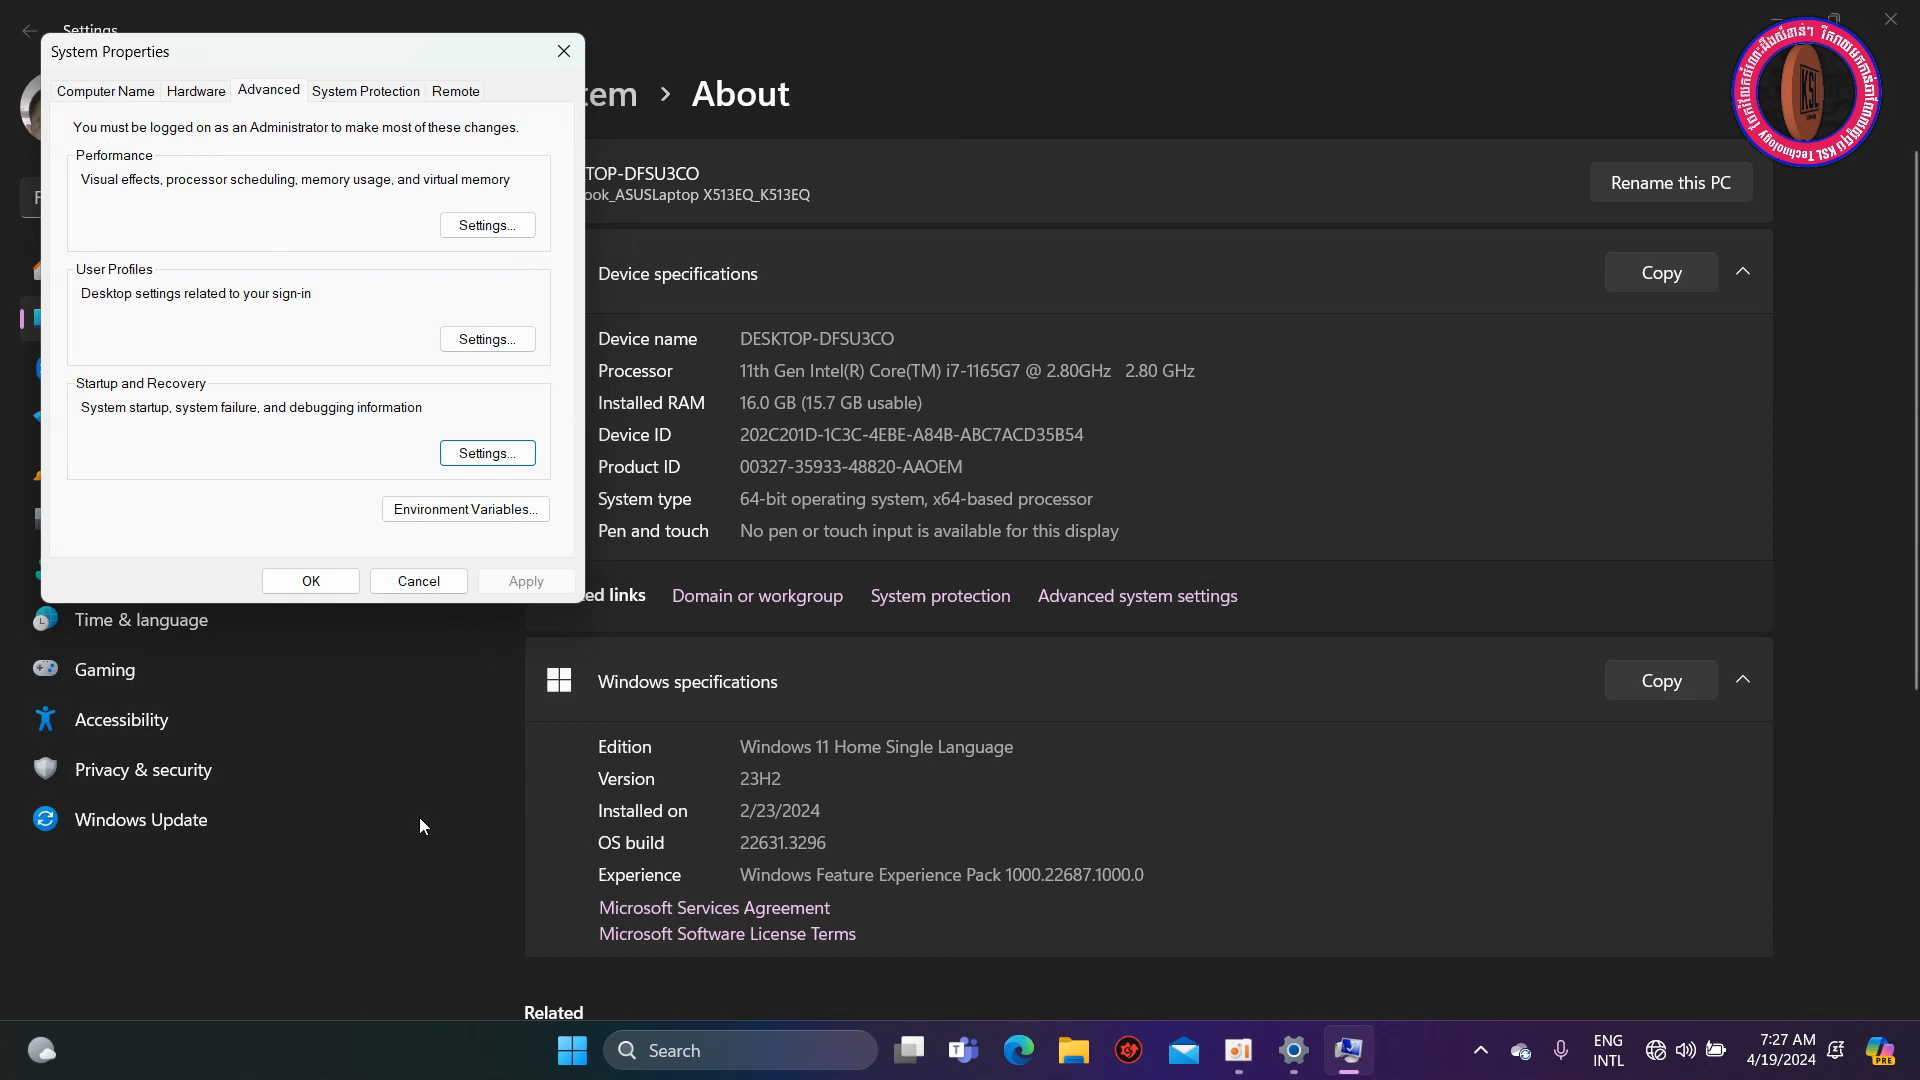 Settings
System Properties
Computer Name
Hardware
Advanced
System Protection
Remote
You must be logged on as an Administrator to make most of these changes.
Performance
Visual effects, processor scheduling, memory usage, and virtual memory
Settings...
User Profiles
Desktop settings related to your sign-in
Settings...
Startup and Recovery
System startup, system failure, and debugging information
Settings...
Environment Variables...
OK
Cancel
Apply
tem › About
TOP-DFSU3CO
ook_ASUSLaptop X513EQ_K513EQ
Rename this PC
Device specifications
Copy
Device name DESKTOP-DFSU3CO
Processor 11th Gen Intel(R) Core(TM) i7-1165G7 @ 2.80GHz 2.80 GHz
Installed RAM 16.0 GB (15.7 GB usable)
Device ID 202C201D-1C3C-4EBE-A84B-ABC7ACD35B54
Product ID 00327-35933-48820-AAOEM
System type 64-bit operating system, x64-based processor
Pen and touch No pen or touch input is available for this display
ed links Domain or workgroup System protection Advanced system settings
Windows specifications
Copy
Edition Windows 11 Home Single Language
Version 23H2
Installed on 2/23/2024
OS build 22631.3296
Experience Windows Feature Experience Pack 1000.22687.1000.0
Microsoft Services Agreement
Microsoft Software License Terms
Related
Time & language
Gaming
Accessibility
Privacy & security
Windows Update
KSL
KSL Technology
Search
ENG
INTL
7:27 AM
4/19/2024
PRE